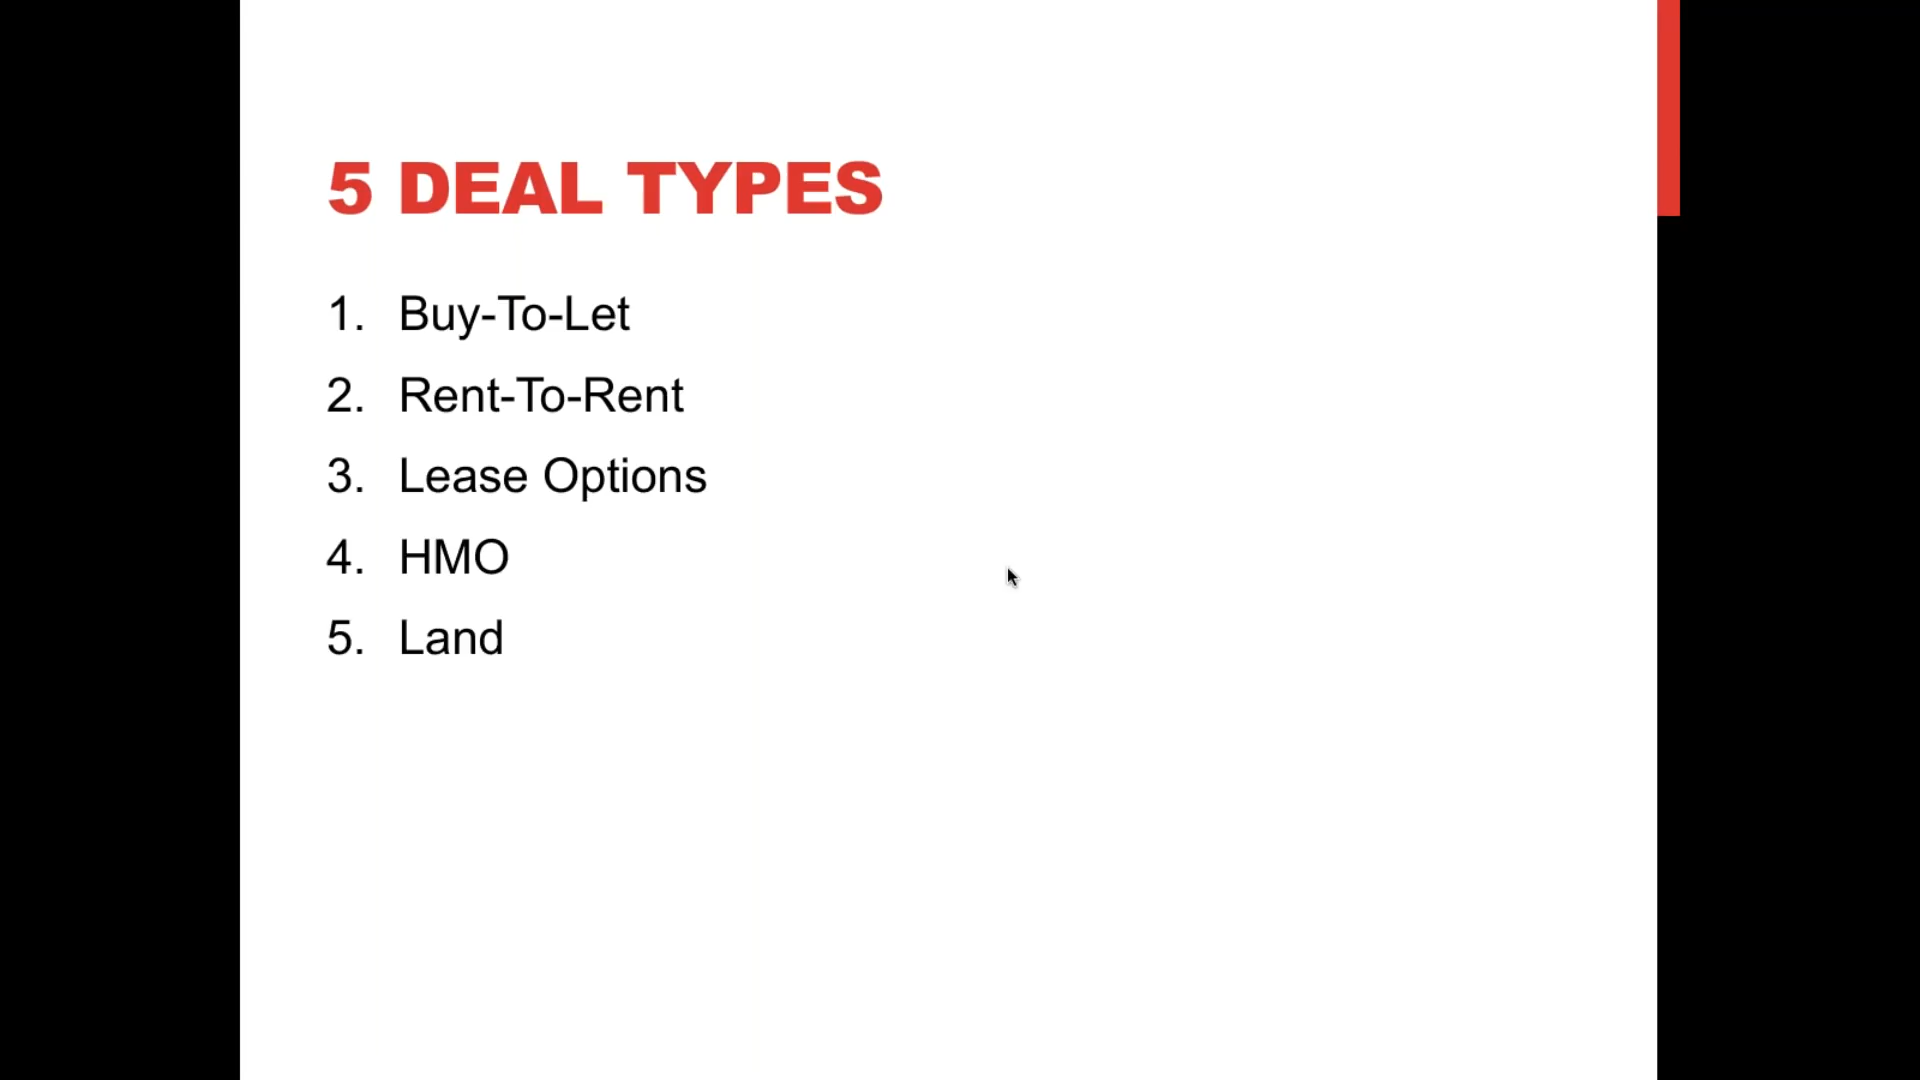 5 DEAL TYPES
1. Buy-To-Let
2. Rent-To-Rent
3. Lease Options
4. HMO
5. Land